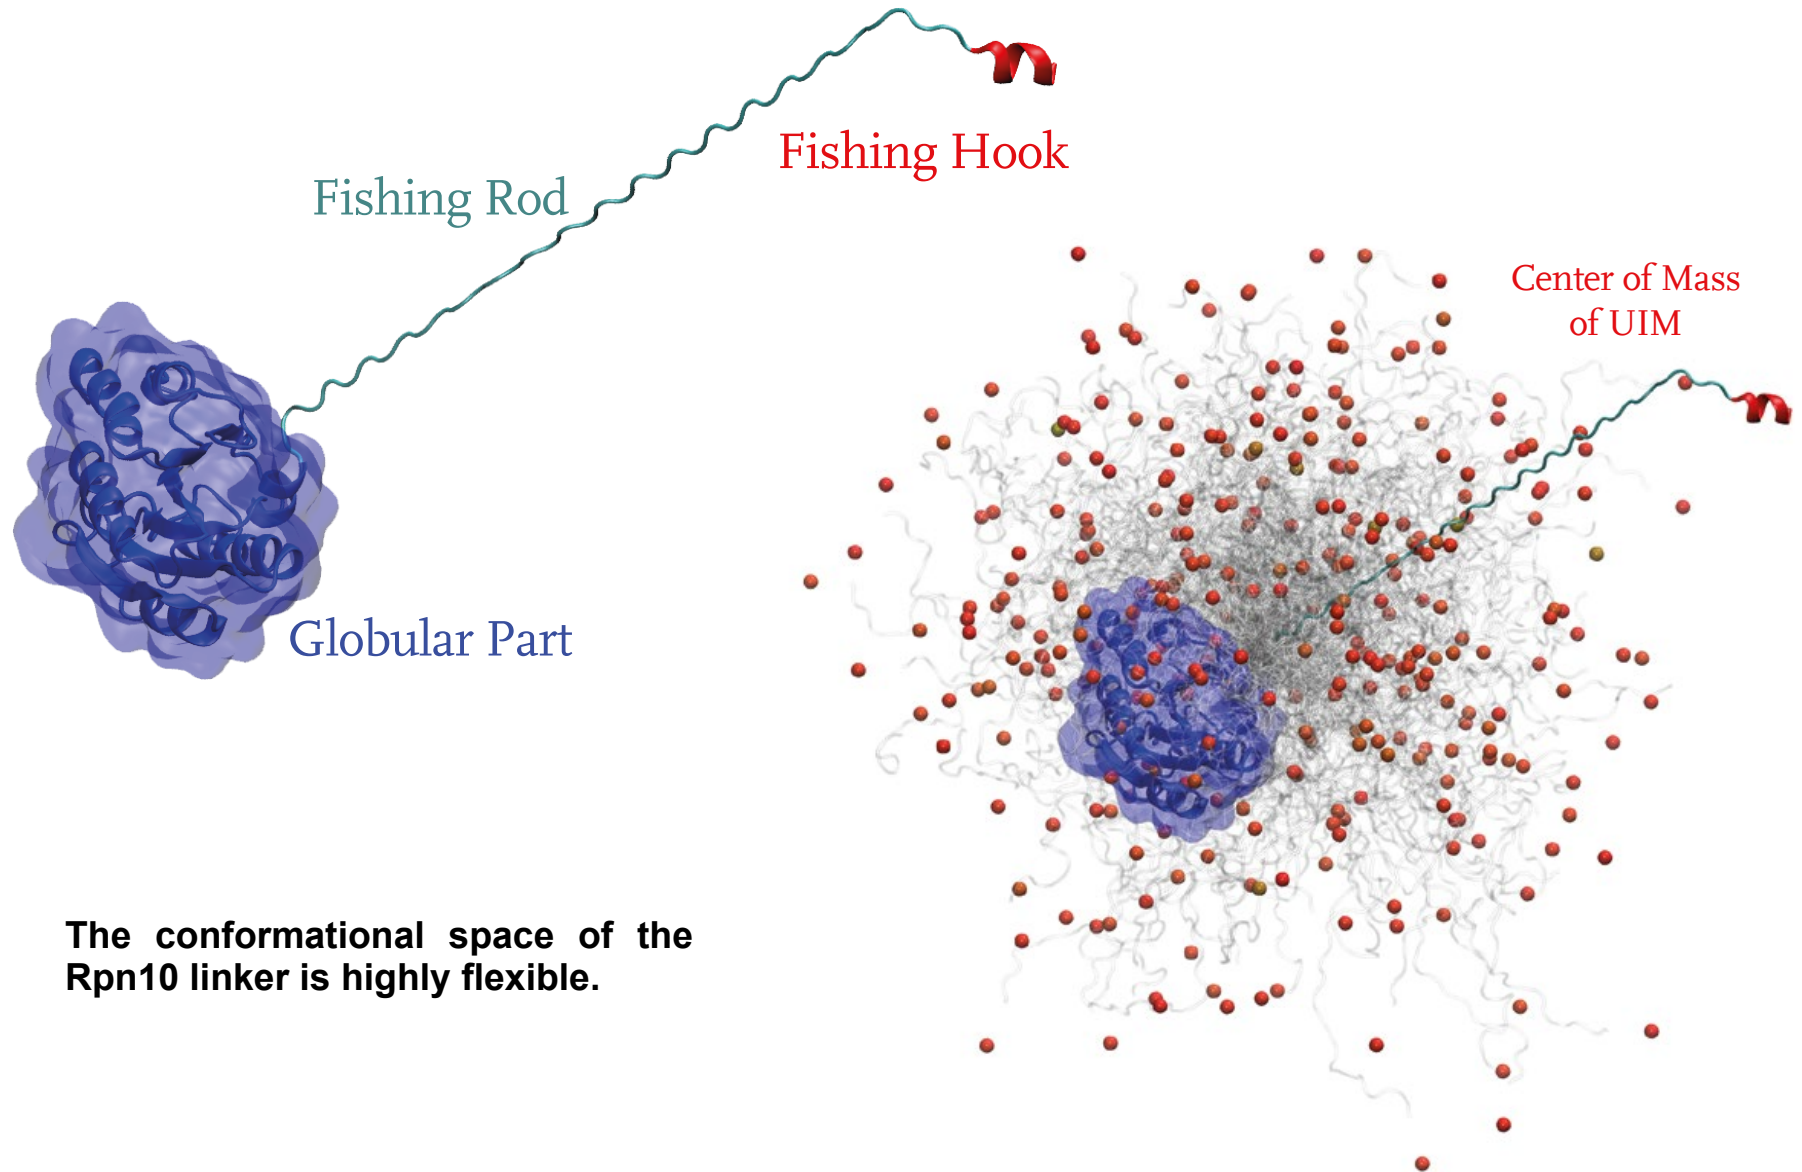 Fishing Hook
Fishing Rod
Globular Part
Center of Mass
of UIM
The conformational space of the
Rpn10 linker is highly flexible.